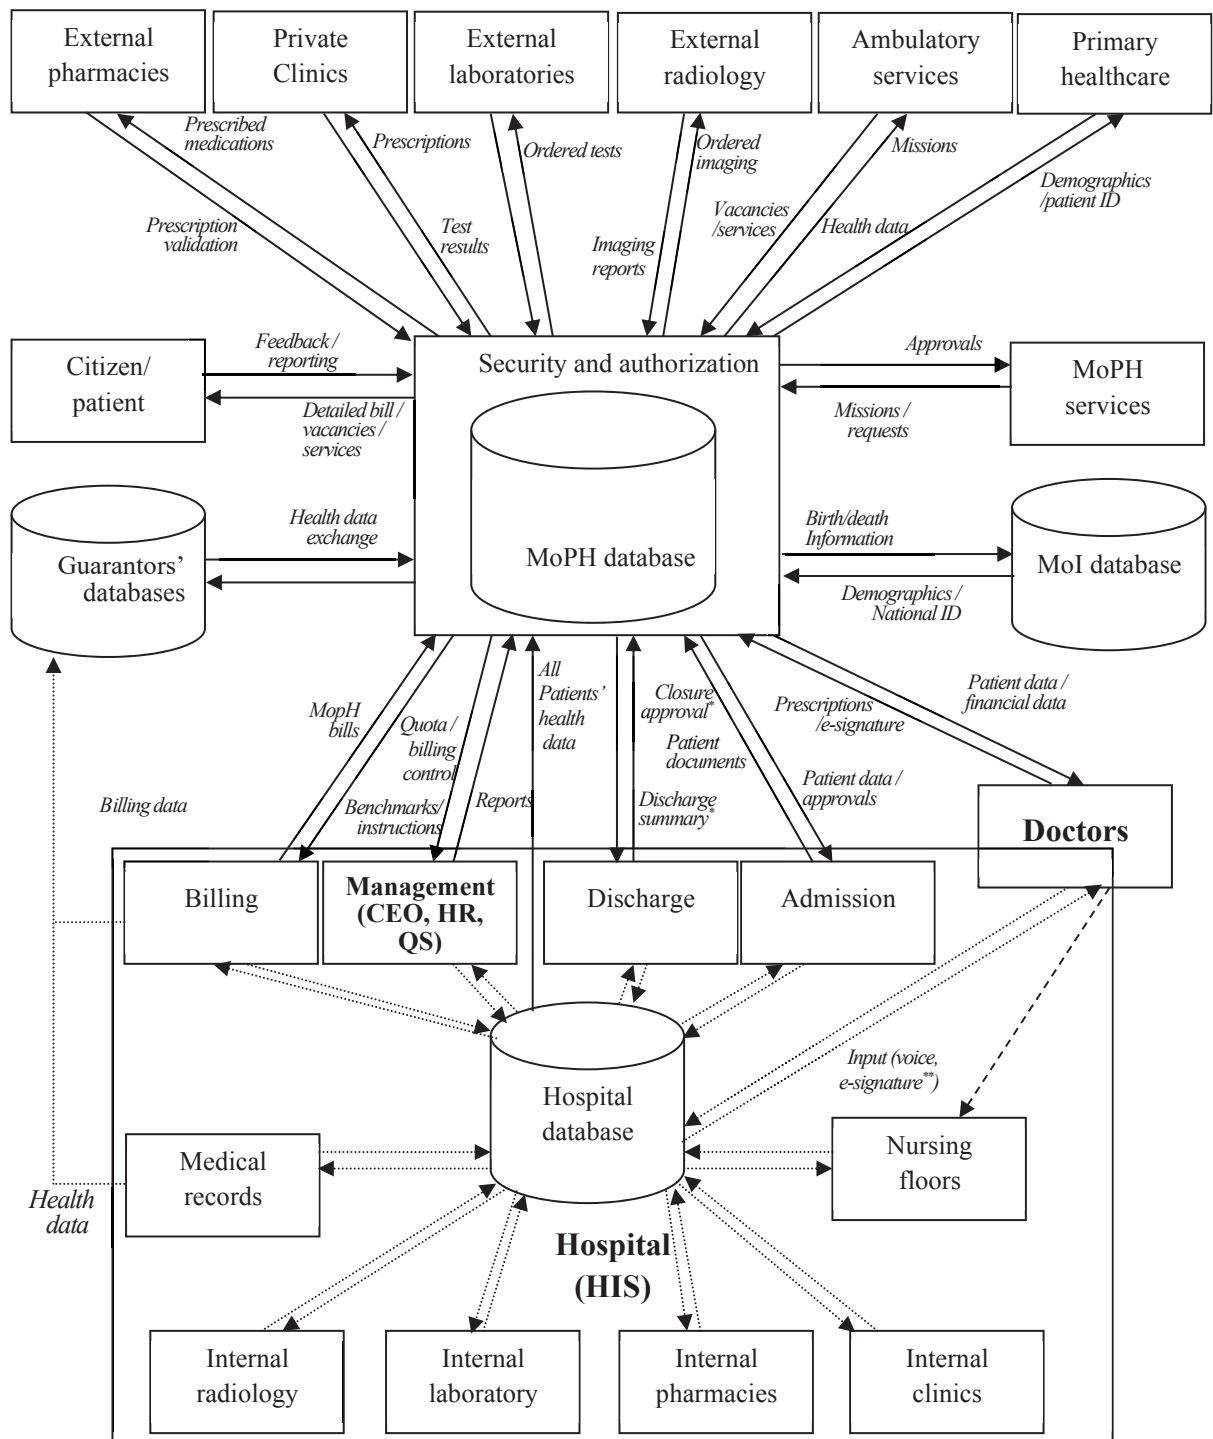 External
pharmacies
Private
Clinics
External
laboratories
External
radiology
Ambulatory
services
Primary
healthcare
Prescribed
medications
Prescriptions
Ordered tests
Ordered
imaging
Missions
Demographics
/patient ID
Prescription
validation
Test
results
Imaging
reports
Vacancies
/services
Health data
Citizen/
patient
Feedback /
reporting
Detailed bill /
vacancies /
services
Security and authorization
MoPH database
Approvals
Missions /
requests
MoPH
services
Guarantors’
databases
Health data
exchange
Birth/death
Information
Demographics /
National ID
MoI database
MopH
bills
Quota /
billing
control
All
Patients’
health
data
Closure
approval*
Patient
documents
Prescriptions
/e-signature
Patient data /
financial data
Billing data
Benchmarks/
instructions
Reports
Discharge
summary*
Patient data /
approvals
Doctors
Billing
Management
(CEO, HR,
QS)
Discharge
Admission
Hospital
database
Input (voice,
e-signature**)
Medical
records
Nursing
floors
Health
data
Hospital
(HIS)
Internal
radiology
Internal
laboratory
Internal
pharmacies
Internal
clinics